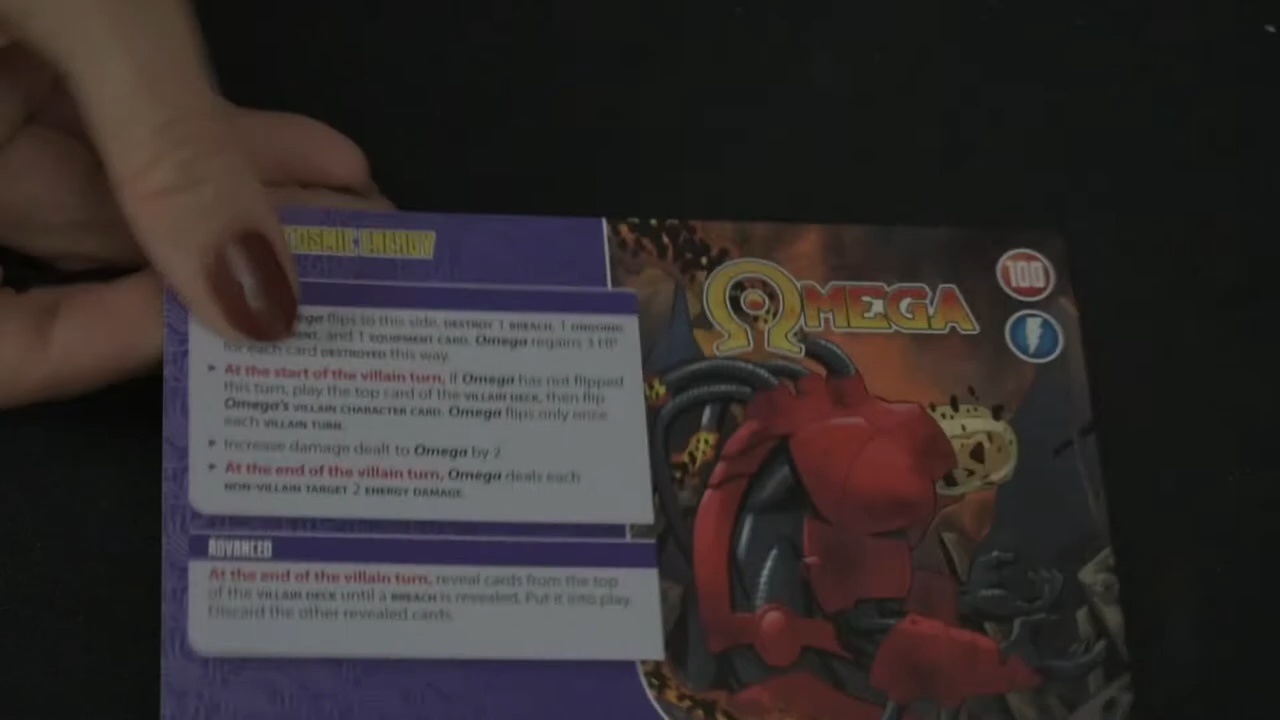 COSMIC ENERGY
ΩMEGA
100
flips to this side, DESTROY 1 BREACH, 1 ONGOING
and 1 EQUIPMENT CARD. Omega regains 3 HP
for each card DESTROYED this way.
➤ At the start of the villain turn, if Omega has not flipped
this turn, play the top card of the VILLAIN DECK, then flip
Omega's VILLAIN CHARACTER CARD. Omega flips only once
each VILLAIN TURN.
➤ Increase damage dealt to Omega by 2
➤ At the end of the villain turn, Omega deals each
NON-VILLAIN TARGET 2 ENERGY DAMAGE.
ADVANCED
At the end of the villain turn, reveal cards from the top
of the VILLAIN DECK until a BREACH is revealed. Put it into play.
Discard the other revealed cards.